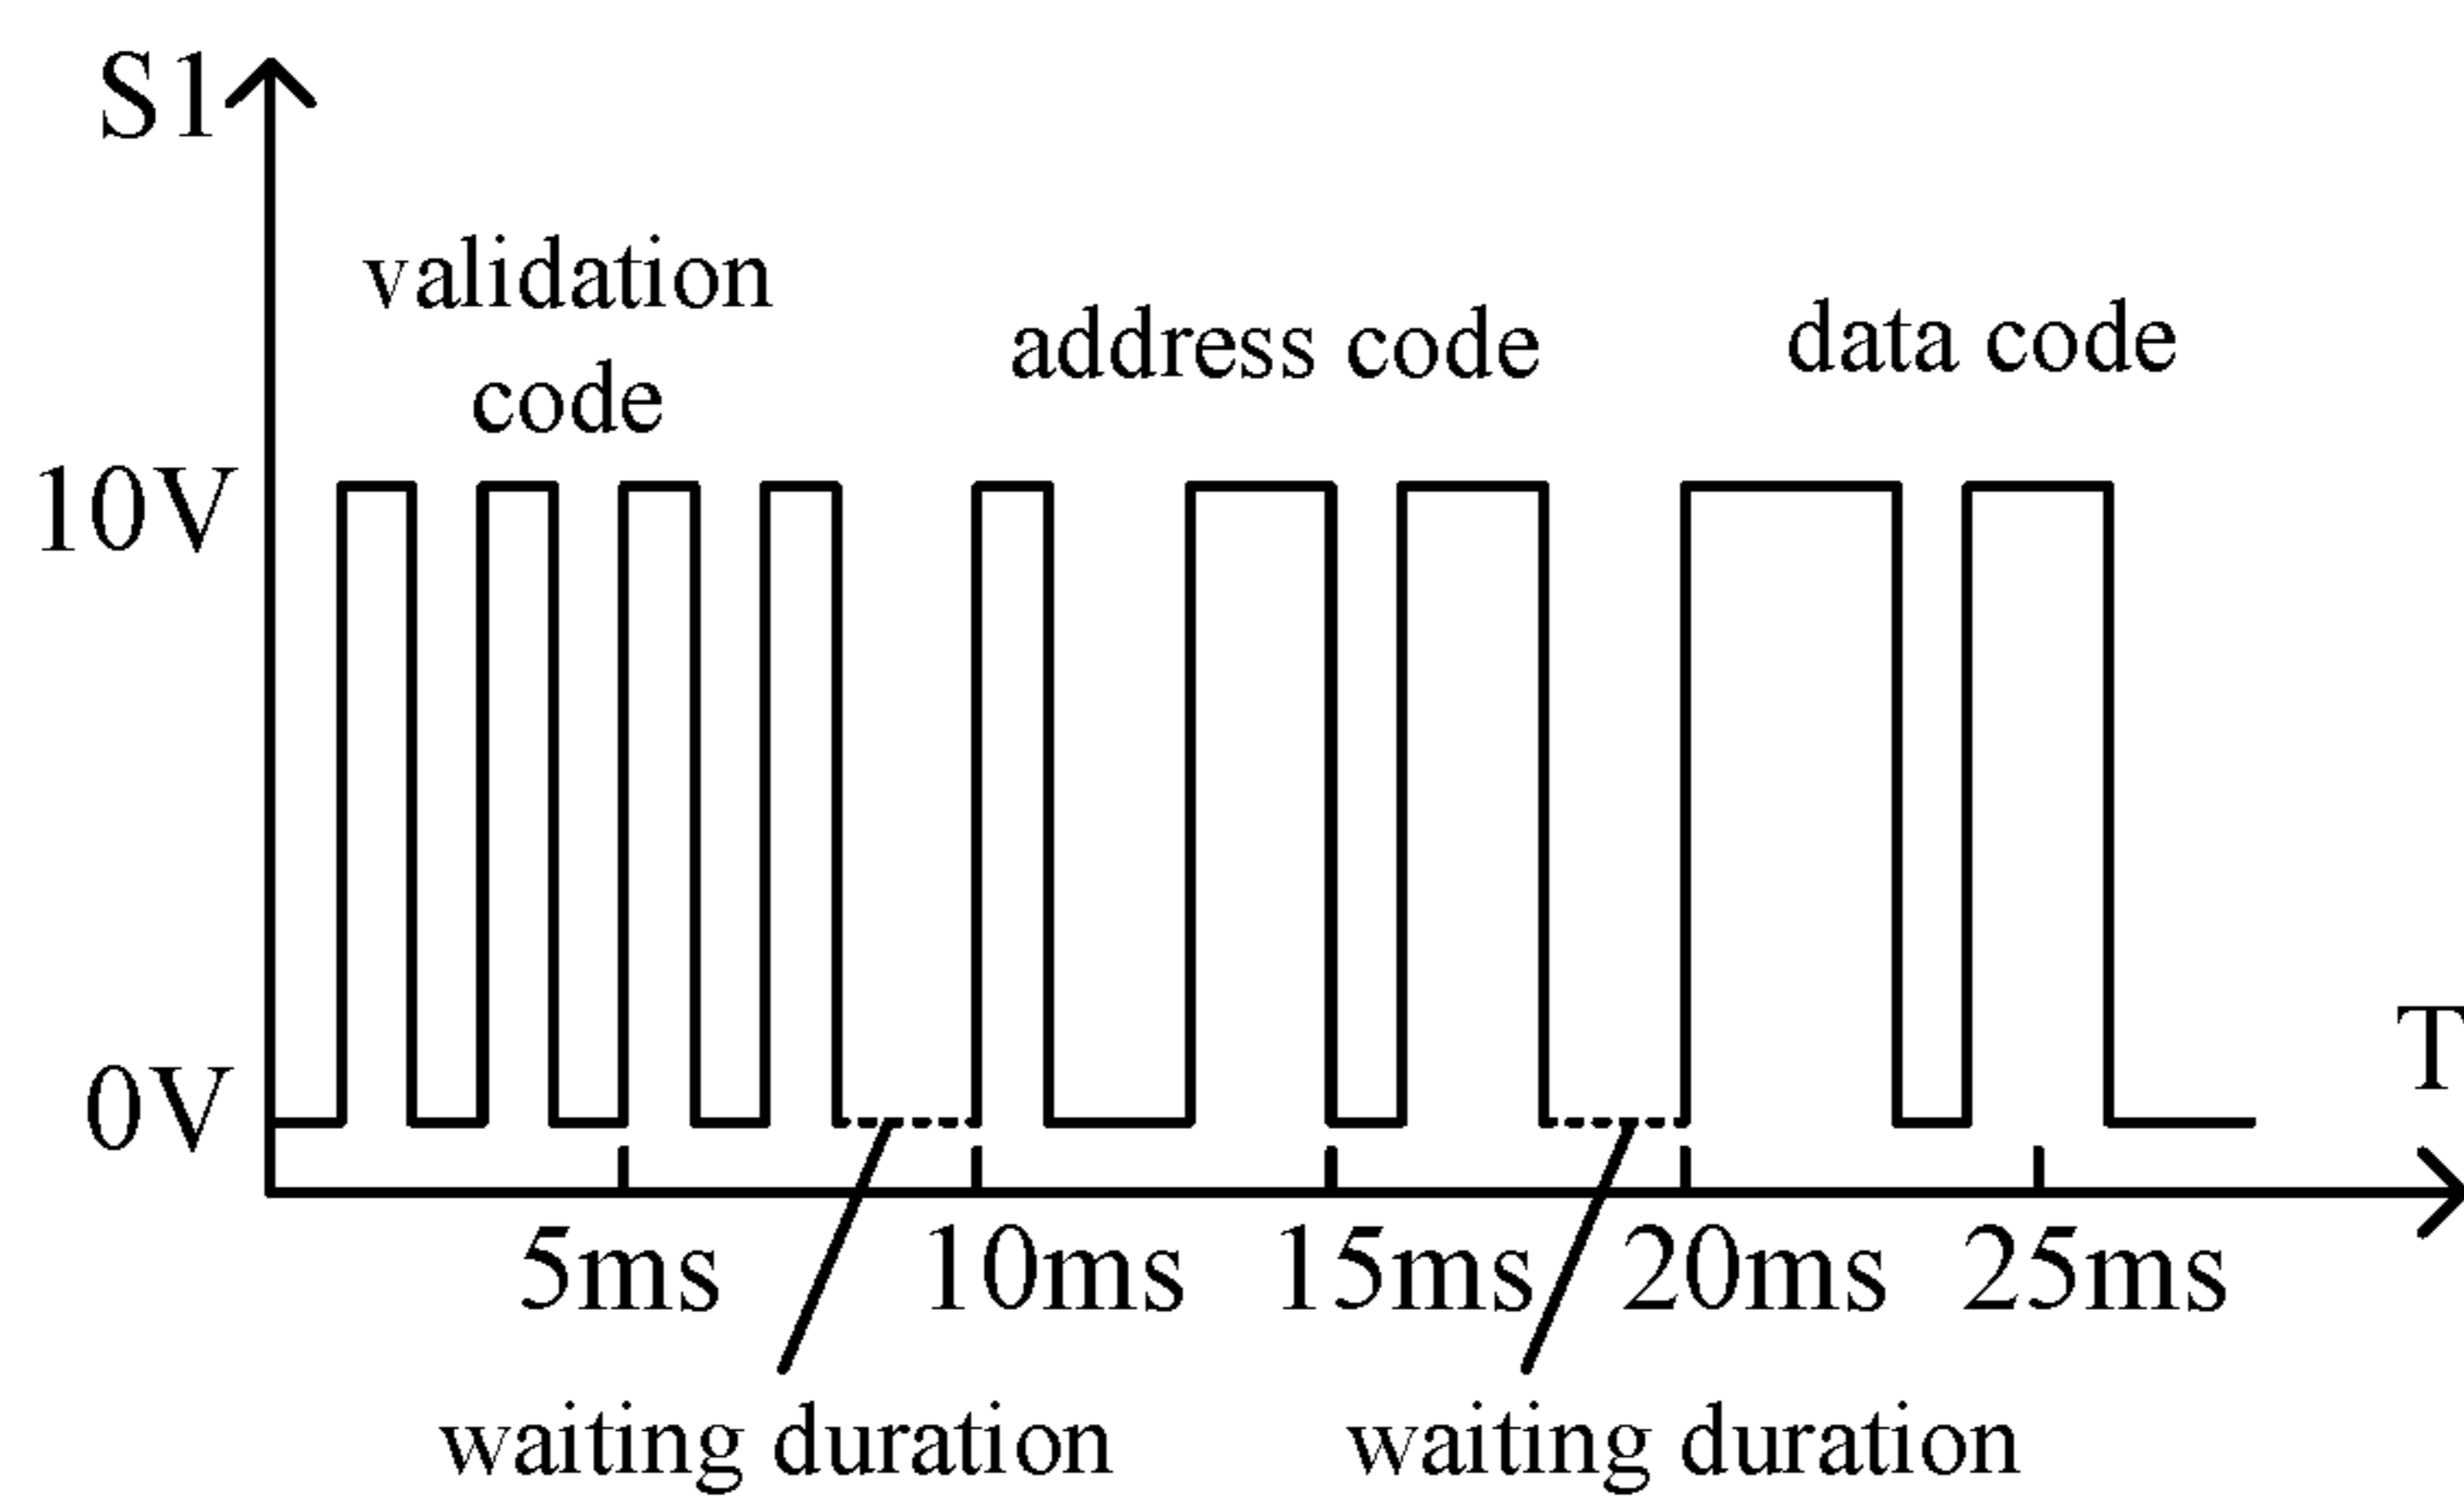 S1
validation
code
address code
data code
10V
0V
T
5ms
10ms
15ms
20ms
25ms
waiting duration
waiting duration